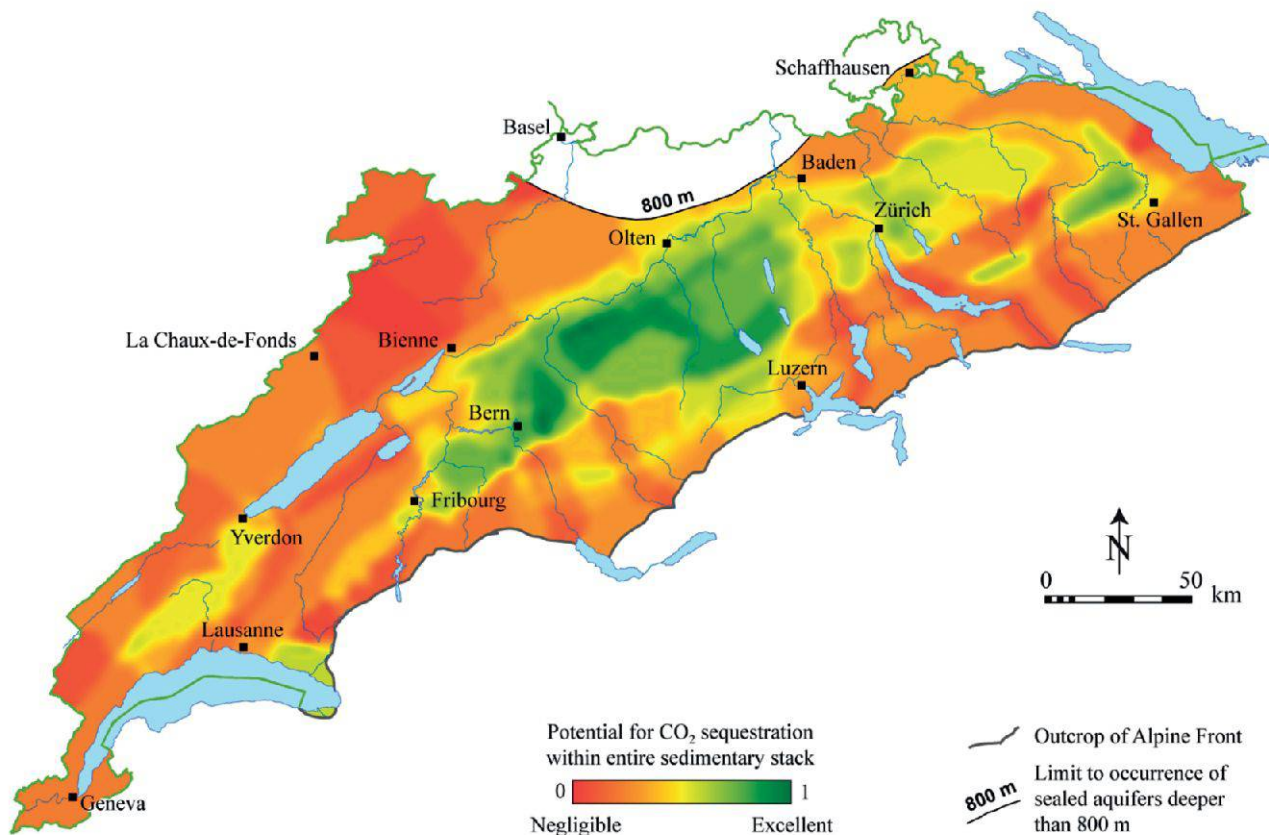 Schaffhausen
Basel
Baden
800 m
Zürich
St. Gallen
Olten
La Chaux-de-Fonds
Bienne
Luzern
Bern
Fribourg
Yverdon
N
0 50
km
Lausanne
Geneva
Potential for CO₂ sequestration
within entire sedimentary stack
0 1
Negligible Excellent
Outcrop of Alpine Front
800 m
Limit to occurrence of
sealed aquifers deeper
than 800 m